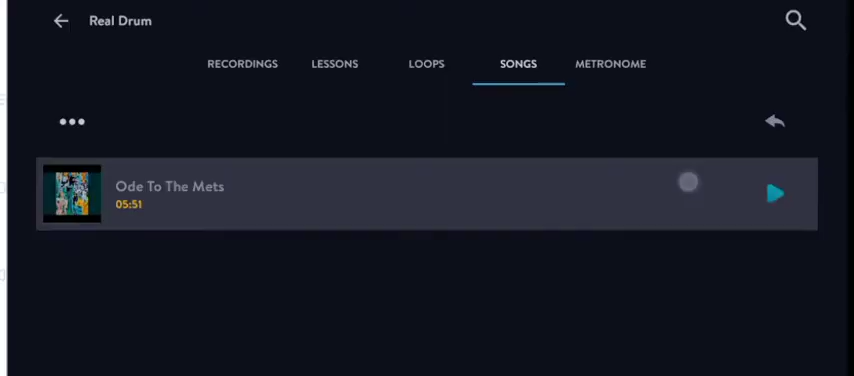 Real Drum
RECORDINGS LESSONS LOOPS SONGS METRONOME
Ode To The Mets
05:51